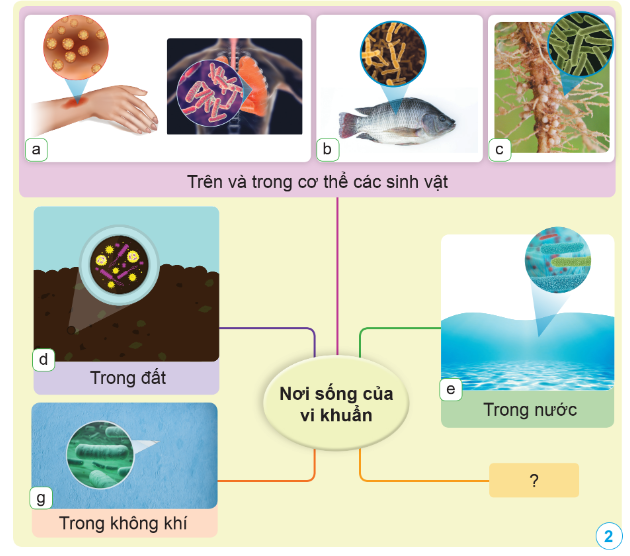 a
b
c
Trên và trong cơ thể các sinh vật
d
Trong đất
Nơi sống của
vi khuẩn
e
Trong nước
g
Trong không khí
?
2